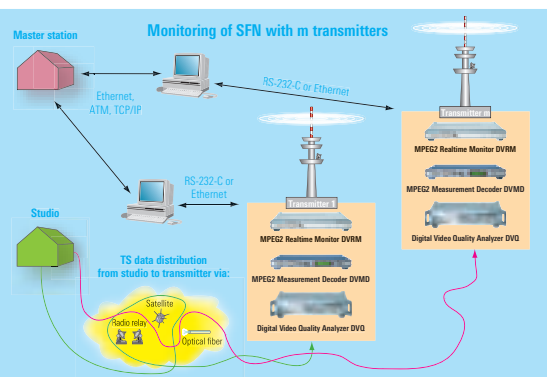 Monitoring of SFN with m transmitters
Master station
Ethernet,
ATM, TCP/IP
RS-232-C or Ethernet
Transmitter m
MPEG2 Realtime Monitor DVRM
MPEG2 Measurement Decoder DVMD
Digital Video Quality Analyzer DVQ
RS-232-C or
Ethernet
Transmitter 1
MPEG2 Realtime Monitor DVRM
MPEG2 Measurement Decoder DVMD
Digital Video Quality Analyzer DVQ
Studio
TS data distribution
from studio to transmitter via:
Satellite
Radio relay
Optical fiber